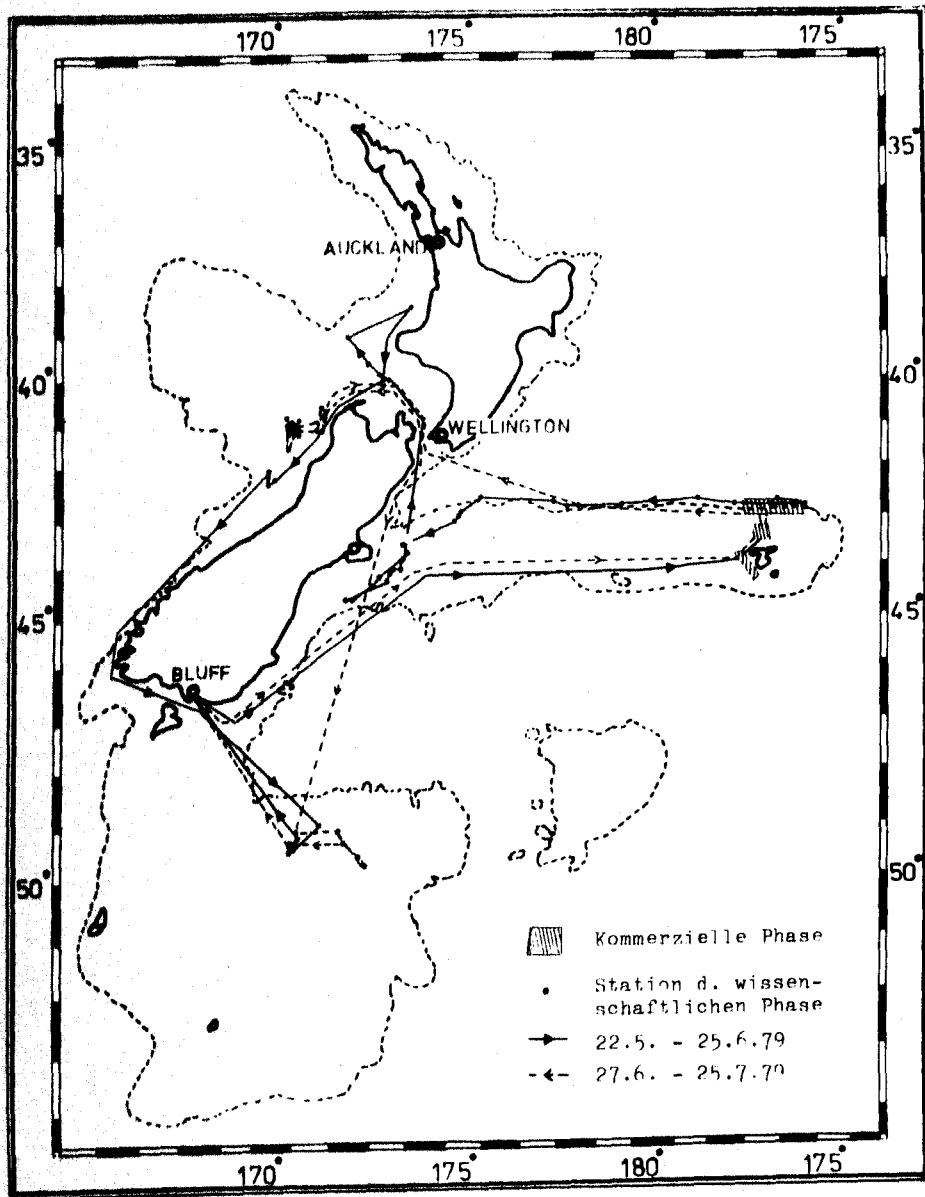 170° 175° 180° 175°
35° 35°
AUCKLAND
40° 40°
WELLINGTON
45° 45°
BLUFF
50° 50°
Kommerzielle Phase
Station d. wissen-
schaftlichen Phase
22.5. - 25.6.79
27.6. - 25.7.79
170° 175° 180° 175°